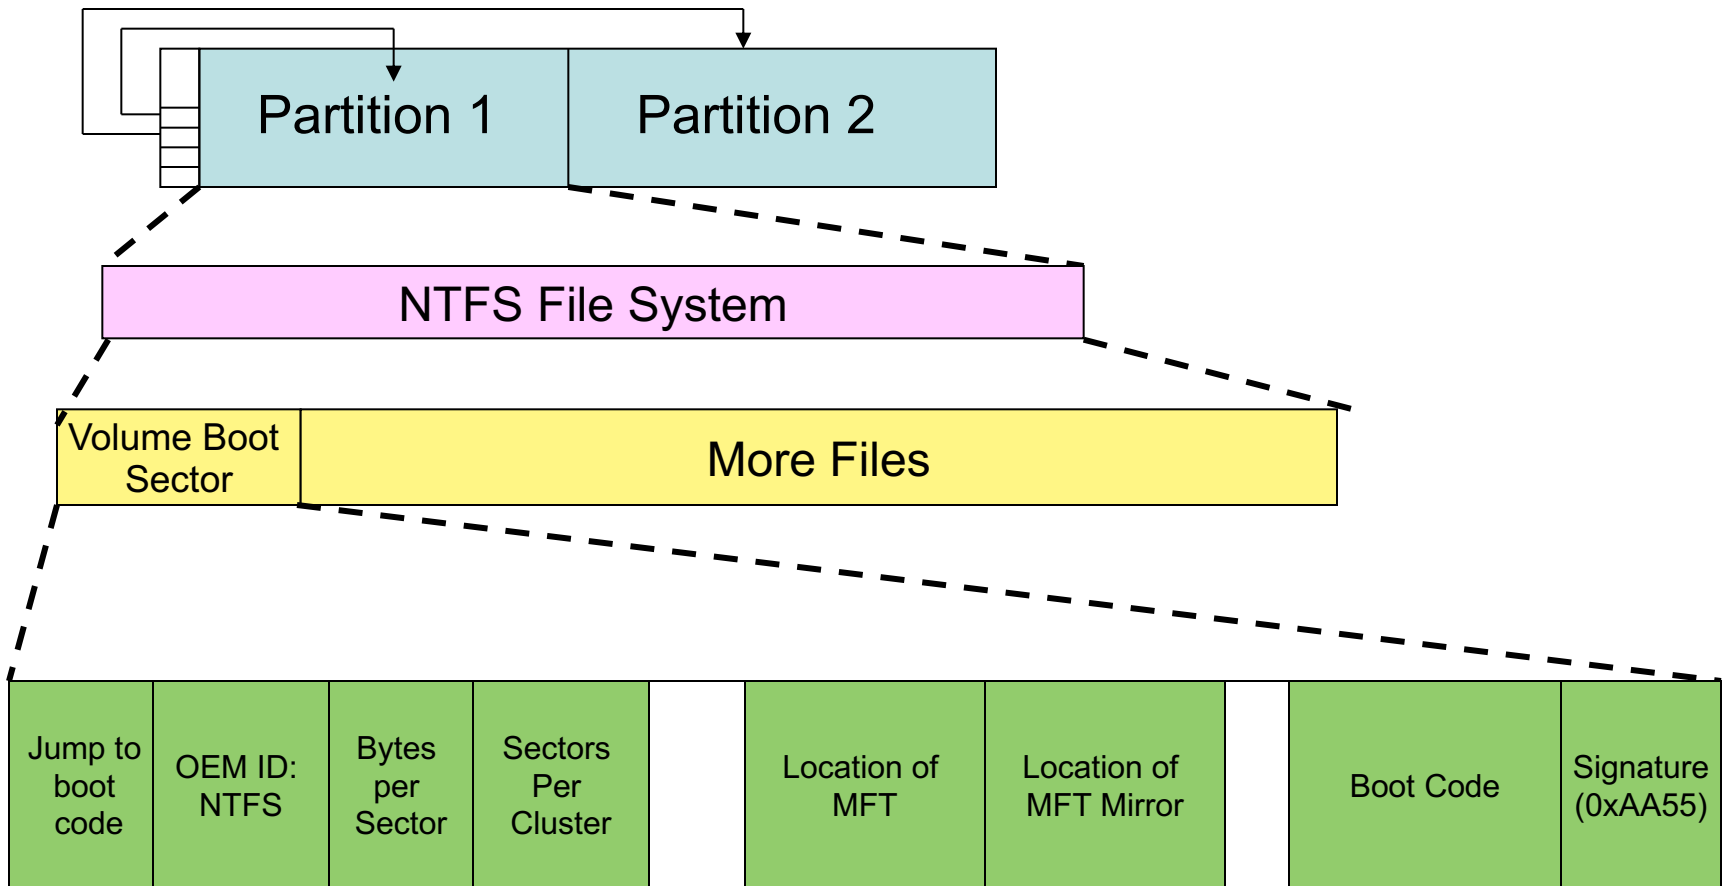 Partition 1
Partition 2
NTFS File System
Volume Boot
Sector
More Files
Jump to
boot
code
OEM ID:
NTFS
Bytes
per
Sector
Sectors
Per
Cluster
Location of
MFT
Location of
MFT Mirror
Boot Code
Signature
(0xAA55)